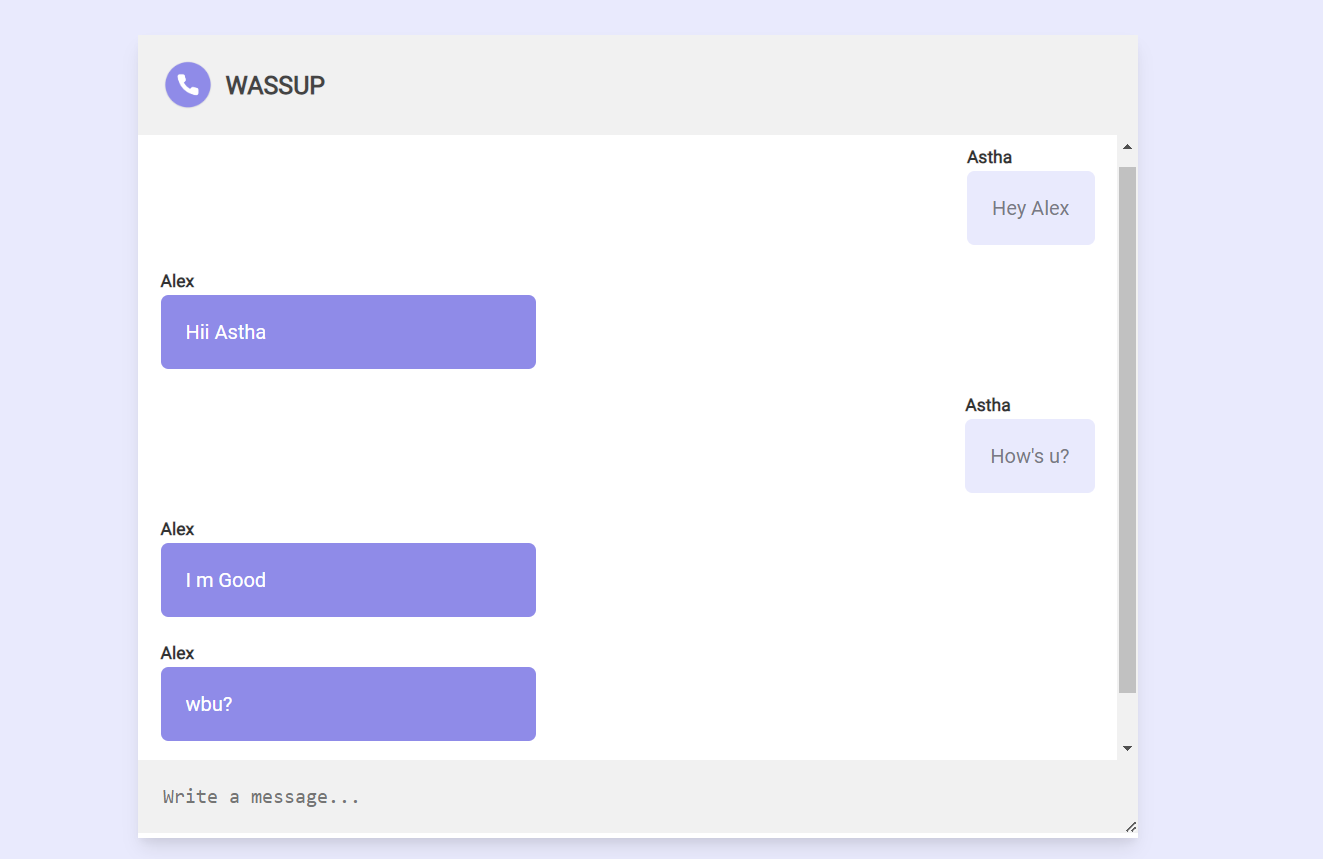 WASSUP
Astha
Hey Alex
Alex
Hii Astha
Astha
How's u?
Alex
I m Good
Alex
wbu?
Write a message...